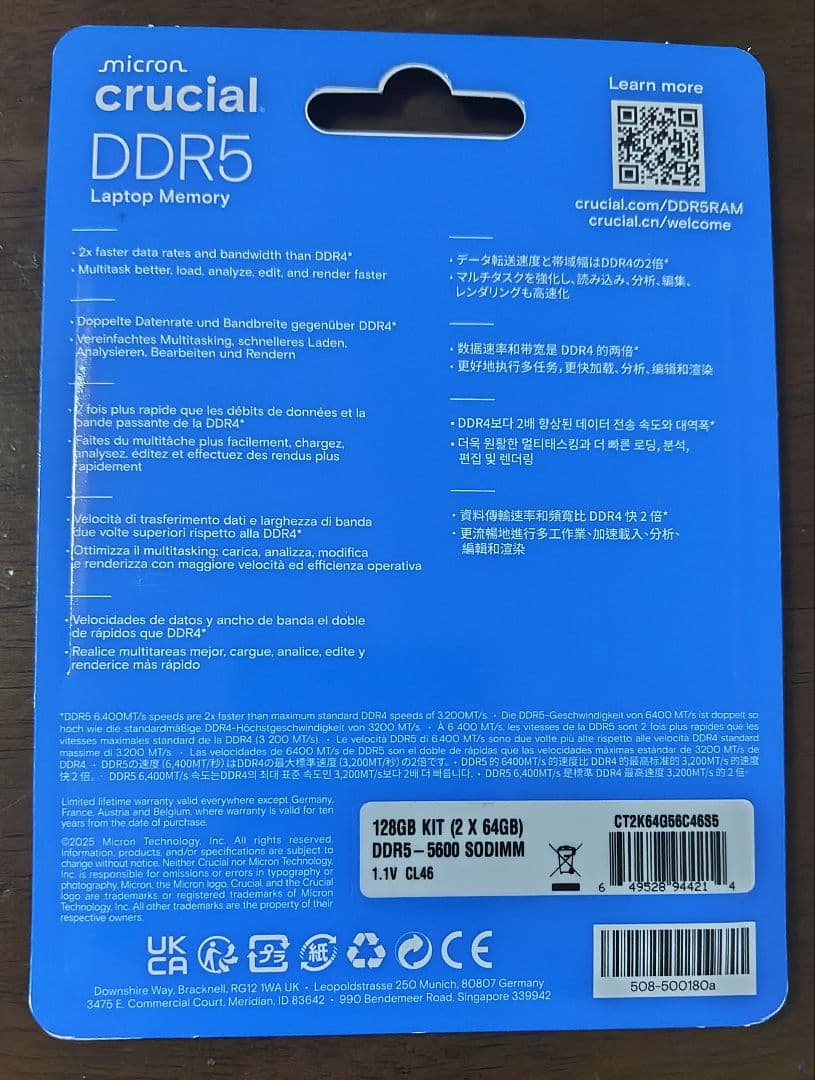 micron
crucial
DDR5
Laptop Memory
Learn more
crucial.com/DDR5RAM
crucial.cn/welcome
· 2x faster data rates and bandwidth than DDR4*
· Multitask better, load, analyze, edit, and render faster
· Doppelte Datenrate und Bandbreite gegenüber DDR4*
· Vereinfachtes Multitasking, schnelleres Laden,
Analysieren, Bearbeiten und Rendern
· fois plus rapide que les débits de données et la
bande passante de la DDR4*
· Faites du multitâche plus facilement, chargez,
analysez, éditez et effectuez des rendus plus
rapidement
· Velocità di trasferimento dati e larghezza di banda
due volte superiori rispetto alla DDR4*
· Ottimizza il multitasking: carica, analizza, modifica
e renderizza con maggiore velocità ed efficienza operativa
· Velocidades de datos y ancho de banda el doble
de rápidos que DDR4*
· Realice multitareas mejor, cargue, analice, edite y
renderice más rápido
· データ転送速度と帯域幅はDDR4の2倍*
· マルチタスクを強化し、読み込み、分析、編集、
レンダリングも高速化
· 数据速率和带宽是 DDR4 的两倍*
· 更好地执行多任务，更快加载、分析、编辑和渲染
· DDR4보다 2배 향상된 데이터 전송 속도와 대역폭*
· 더욱 원활한 멀티태스킹과 더 빠른 로딩, 분석,
편집 및 렌더링
· 資料傳輸速率和頻寬比 DDR4 快 2 倍*
· 更流暢地進行多工作業、加速載入、分析、
編輯和渲染
*DDR5 6,400MT/s speeds are 2x faster than maximum standard DDR4 speeds of 3,200MT/s. · Die DDR5-Geschwindigkeit von 6400 MT/s ist doppelt so
hoch wie die standardmäßige DDR4-Höchstgeschwindigkeit von 3200 MT/s. · À 6 400 MT/s, les vitesses de la DDR5 sont 2 fois plus rapides que les
vitesses maximales standard de la DDR4 (3 200 MT/s) · Le velocità DDR5 di 6.400 MT/s sono due volte più alte rispetto alle velocità DDR4 standard
massime di 3.200 MT/s. · Las velocidades de 6400 MT/s de DDR5 son el doble de rápidas que las velocidades máximas estándar de 3200 MT/s de
DDR4. · DDR5の速度 (6,400MT/秒) はDDR4の最大標準速度 (3,200MT/秒) の2倍です。· DDR5 的 6400MT/s 的速度比 DDR4 的最高标准的 3,200MT/s 的速度
快 2 倍。· DDR5 6,400MT/s 속도는 DDR4의 최대 표준 속도인 3,200MT/s보다 2배 더 빠릅니다. · DDR5 6,400MT/s 是標準 DDR4 最高速度 3,200MT/s 的 2 倍。
Limited lifetime warranty valid everywhere except Germany,
France, Austria and Belgium, where warranty is valid for ten
years from the date of purchase.
©2025 Micron Technology, Inc. All rights reserved.
Information, products, and/or specifications are subject to
change without notice. Neither Crucial nor Micron Technology,
Inc. is responsible for omissions or errors in typography or
photography. Micron, the Micron logo, Crucial, and the Crucial
logo are trademarks or registered trademarks of Micron
Technology, Inc. All other trademarks are the property of their
respective owners.
128GB KIT (2 X 64GB)
DDR5-5600 SODIMM
1.1V CL46
CT2K64G56C46S5
6 49528 94421 4
UK
CA
プラ
紙
CE
508-500180a
Downshire Way, Bracknell, RG12 1WA UK · Leopoldstrasse 250 Munich, 80807 Germany
3475 E. Commercial Court, Meridian, ID 83642 · 990 Bendemeer Road, Singapore 339942